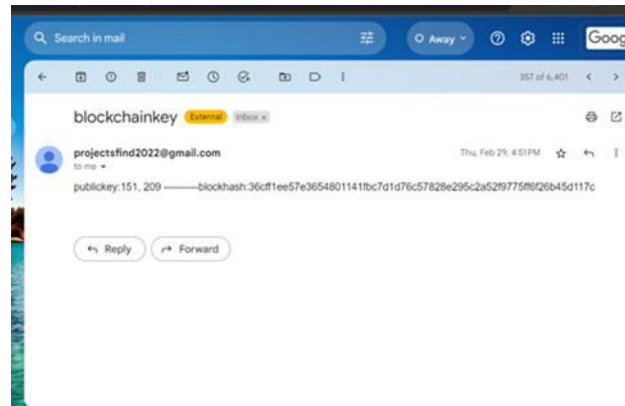 Search in mail
Away
Goog
357 of 6,401
blockchainkey External Inbox x
projectsfind2022@gmail.com Thu, Feb 29, 4:51 PM
to me
publickey:151, 209 ----------blockhash:36cff1ee57e3654801141fbc7d1d76c57828e295c2a52f9775ff6f26b45d117c
Reply Forward